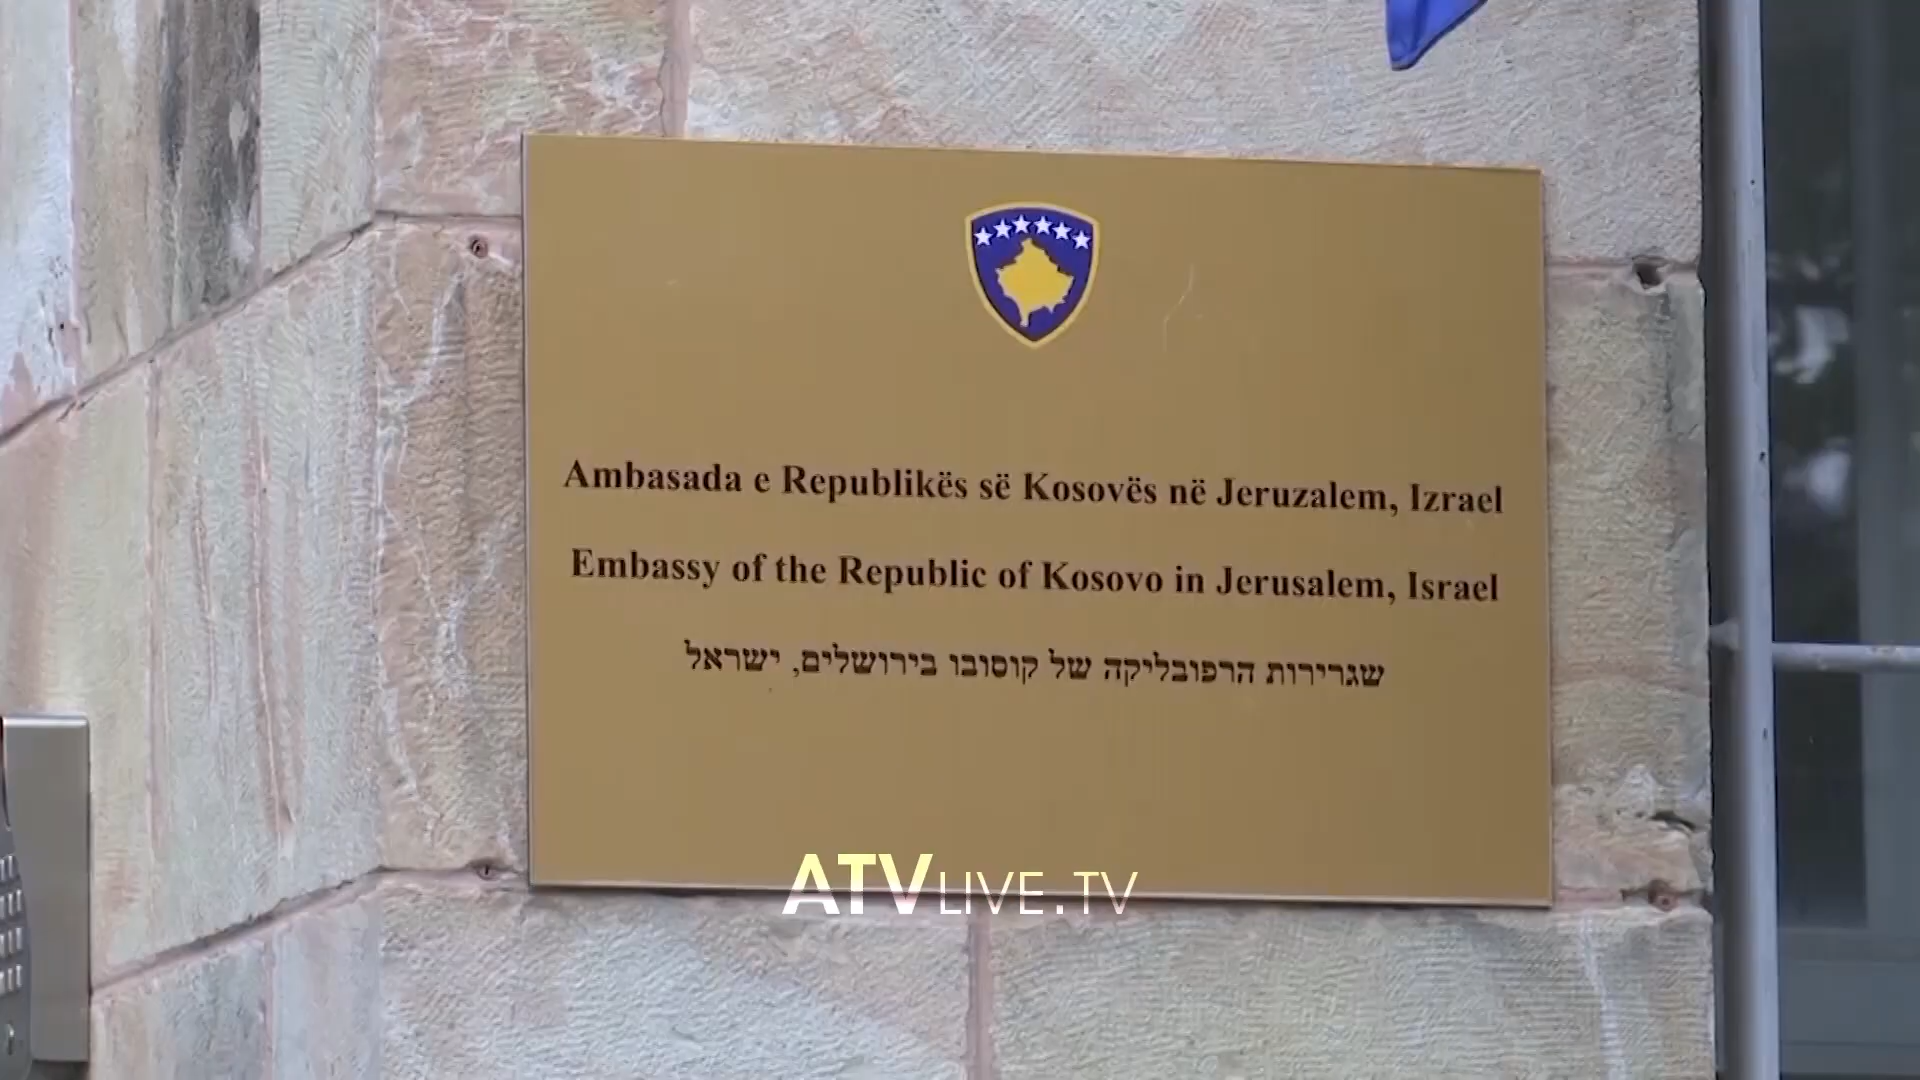 Ambasada e Republikës së Kosovës në Jeruzalem, Izrael
Embassy of the Republic of Kosovo in Jerusalem, Israel
שגרירות הרפובליקה של קוסובו בירושלים, ישראל
ATVLIVE.TV